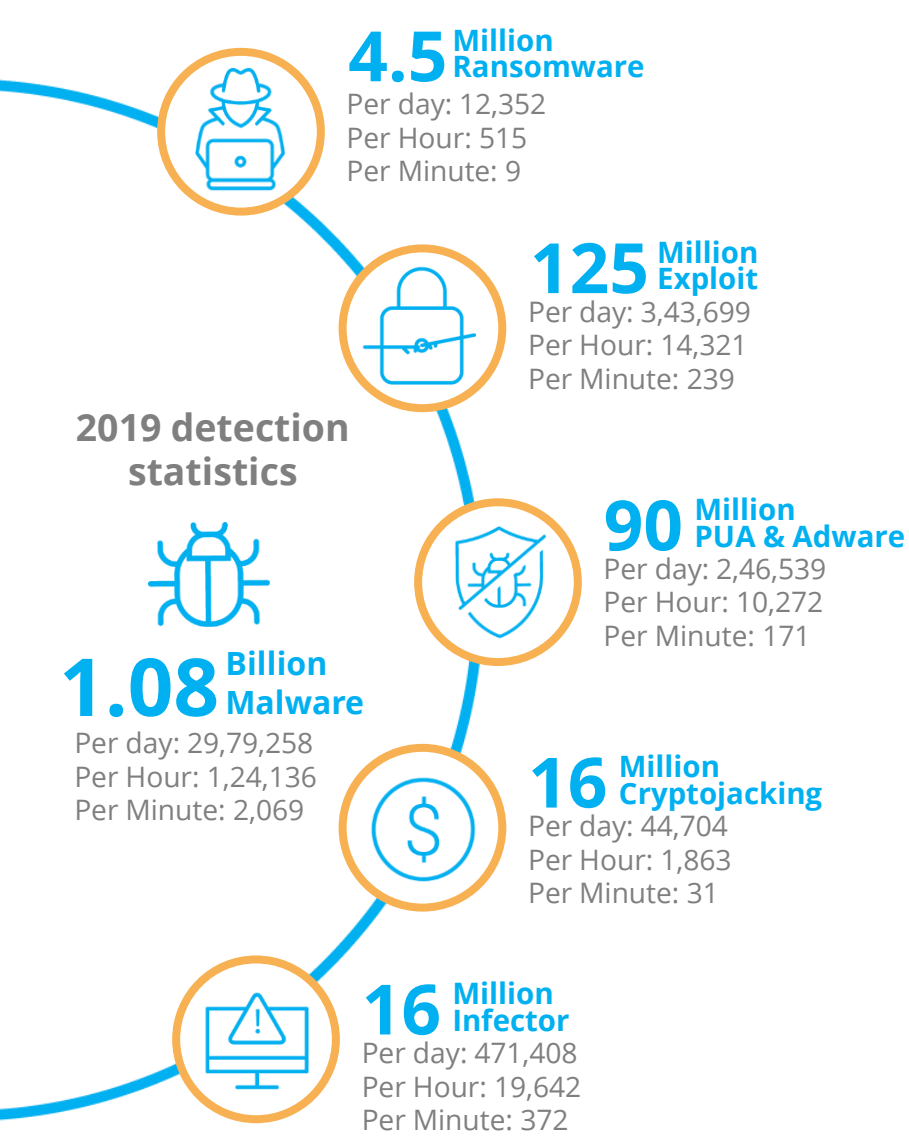 4.5 Million
Ransomware
Per day: 12,352
Per Hour: 515
Per Minute: 9
125 Million
Exploit
Per day: 3,43,699
Per Hour: 14,321
Per Minute: 239
2019 detection
statistics
1.08 Billion
Malware
Per day: 29,79,258
Per Hour: 1,24,136
Per Minute: 2,069
90 Million
PUA & Adware
Per day: 2,46,539
Per Hour: 10,272
Per Minute: 171
$
16 Million
Cryptojacking
Per day: 44,704
Per Hour: 1,863
Per Minute: 31
!
16 Million
Infector
Per day: 471,408
Per Hour: 19,642
Per Minute: 372